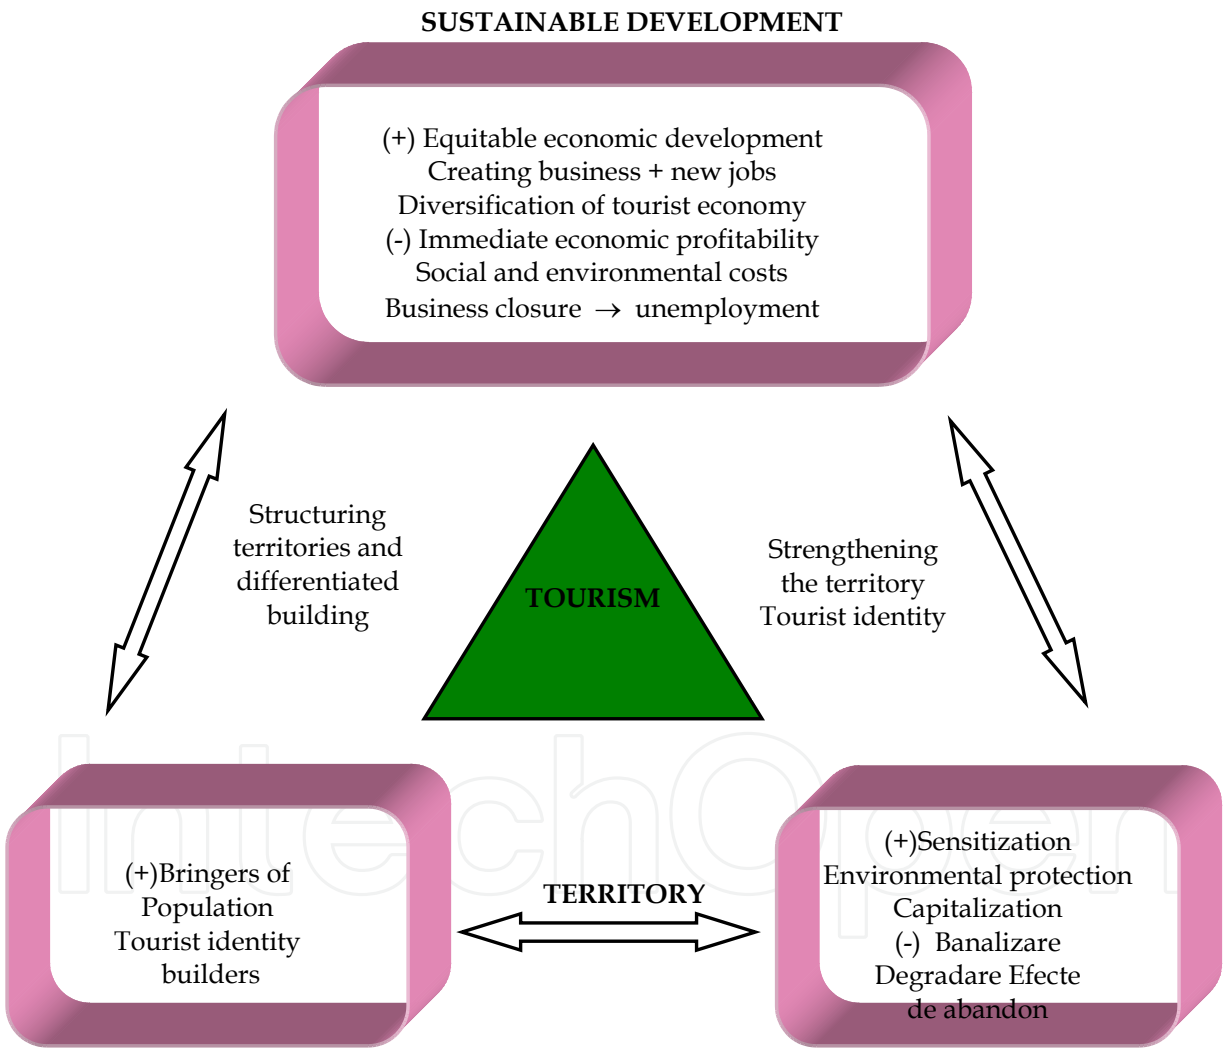 SUSTAINABLE DEVELOPMENT
(+) Equitable economic development
Creating business + new jobs
Diversification of tourist economy
(-) Immediate economic profitability
Social and environmental costs
Business closure → unemployment
Structuring
territories and
differentiated
building
TOURISM
Strengthening
the territory
Tourist identity
(+)Bringers of
Population
Tourist identity
builders
TERRITORY
(+)Sensitization
Environmental protection
Capitalization
(-) Banalizare
Degradare Efecte
de abandon
IntechOpen